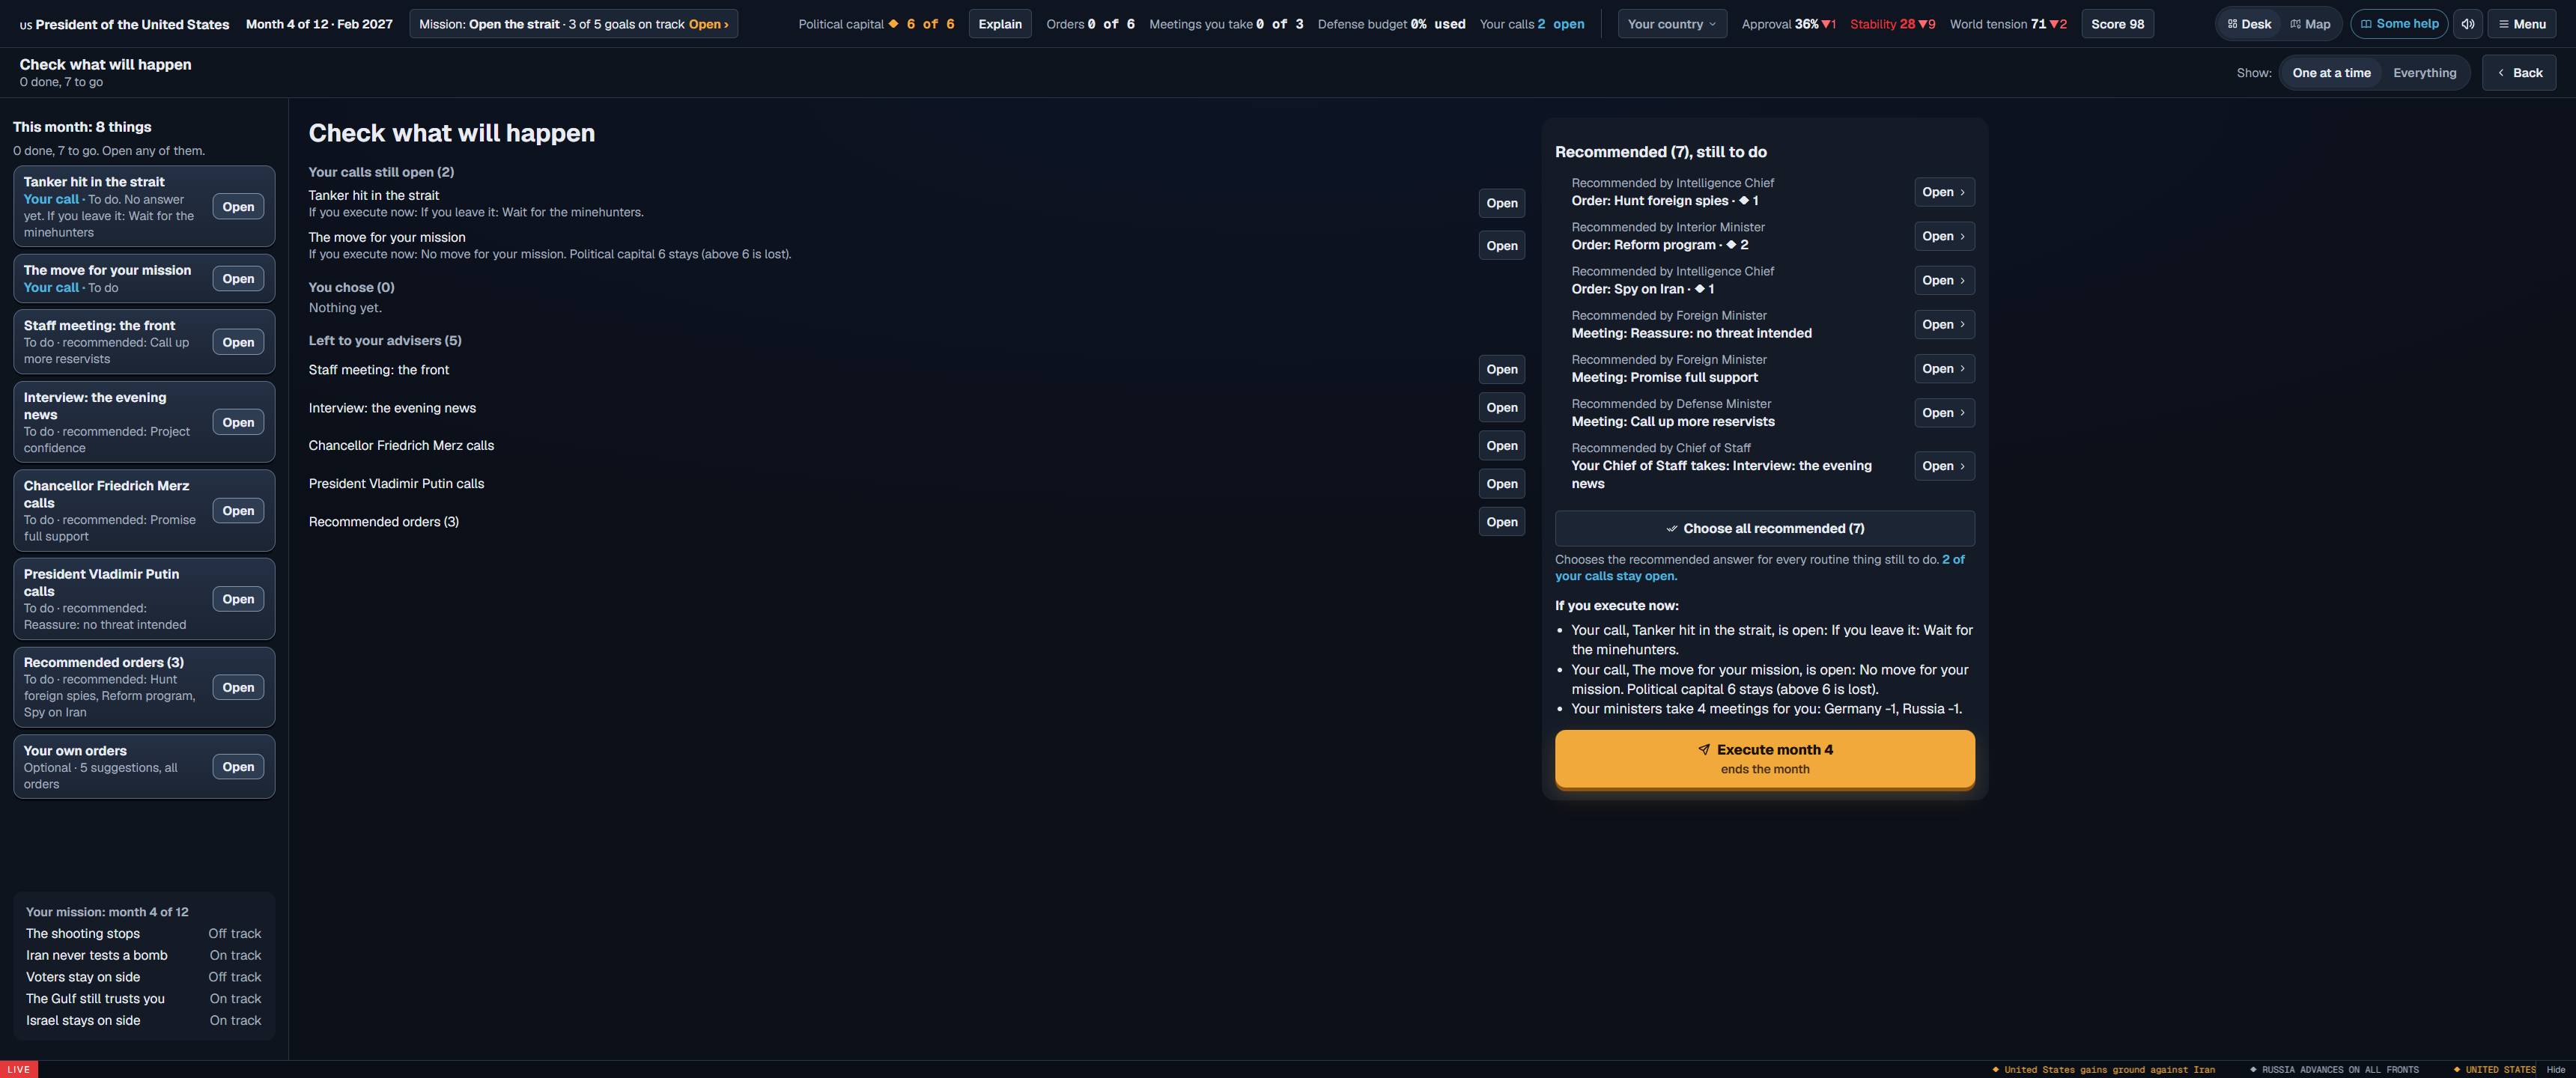 US President of the United States
Month 4 of 12 · Feb 2027
Mission: Open the strait · 3 of 5 goals on track Open ›
Political capital ◆ 6 of 6
Explain
Orders 0 of 6
Meetings you take 0 of 3
Defense budget 0% used
Your calls 2 open
Your country
Approval 36% ▼1
Stability 28 ▼9
World tension 71 ▼2
Score 98
Desk
Map
Some help
Menu
Check what will happen
0 done, 7 to go
Show:
One at a time
Everything
Back
This month: 8 things
0 done, 7 to go. Open any of them.
Tanker hit in the strait
Your call · To do. No answer
yet. If you leave it: Wait for the
minehunters
Open
The move for your mission
Your call · To do
Open
Staff meeting: the front
To do · recommended: Call up
more reservists
Open
Interview: the evening
news
To do · recommended: Project
confidence
Open
Chancellor Friedrich Merz
calls
To do · recommended: Promise
full support
Open
President Vladimir Putin
calls
To do · recommended:
Reassure: no threat intended
Open
Recommended orders (3)
To do · recommended: Hunt
foreign spies, Reform program,
Spy on Iran
Open
Your own orders
Optional · 5 suggestions, all
orders
Open
Your mission: month 4 of 12
The shooting stops Off track
Iran never tests a bomb On track
Voters stay on side Off track
The Gulf still trusts you On track
Israel stays on side On track
Check what will happen
Your calls still open (2)
Tanker hit in the strait
If you execute now: If you leave it: Wait for the minehunters.
Open
The move for your mission
If you execute now: No move for your mission. Political capital 6 stays (above 6 is lost).
Open
You chose (0)
Nothing yet.
Left to your advisers (5)
Staff meeting: the front
Open
Interview: the evening news
Open
Chancellor Friedrich Merz calls
Open
President Vladimir Putin calls
Open
Recommended orders (3)
Open
Recommended (7), still to do
Recommended by Intelligence Chief
Order: Hunt foreign spies · ◆ 1
Open ›
Recommended by Interior Minister
Order: Reform program · ◆ 2
Open ›
Recommended by Intelligence Chief
Order: Spy on Iran · ◆ 1
Open ›
Recommended by Foreign Minister
Meeting: Reassure: no threat intended
Open ›
Recommended by Foreign Minister
Meeting: Promise full support
Open ›
Recommended by Defense Minister
Meeting: Call up more reservists
Open ›
Recommended by Chief of Staff
Your Chief of Staff takes: Interview: the evening
news
Open ›
Choose all recommended (7)
Chooses the recommended answer for every routine thing still to do. 2 of
your calls stay open.
If you execute now:
• Your call, Tanker hit in the strait, is open: If you leave it: Wait for
the minehunters.
• Your call, The move for your mission, is open: No move for your
mission. Political capital 6 stays (above 6 is lost).
• Your ministers take 4 meetings for you: Germany -1, Russia -1.
Execute month 4
ends the month
LIVE
◆ United States gains ground against Iran
◆ RUSSIA ADVANCES ON ALL FRONTS
◆ UNITED STATES
Hide